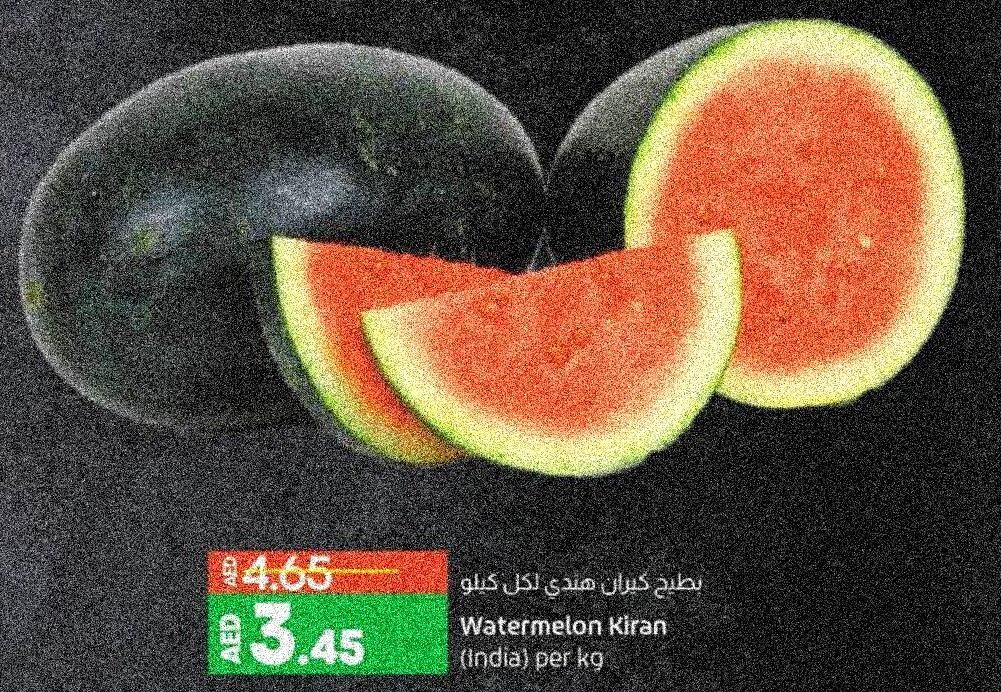 AED 4.65
AED 3.45
بطيخ كيران هندي لكل كيلو
Watermelon Kiran
(India) per kg